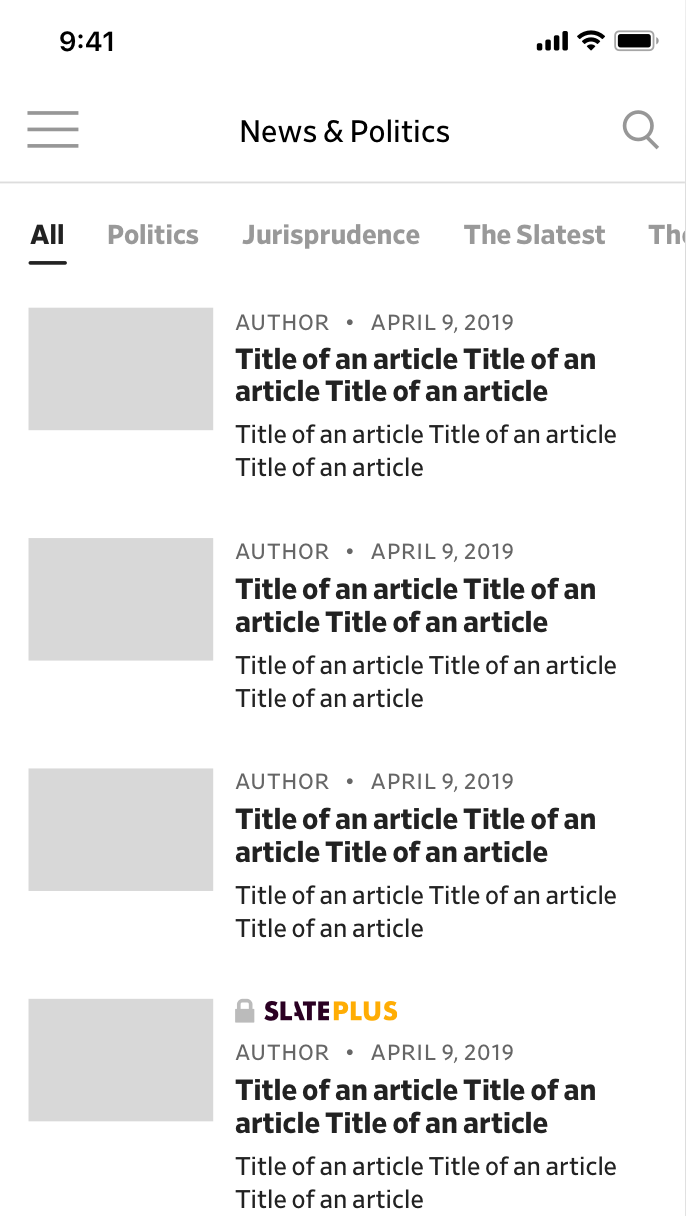 9:41
News & Politics
All Politics Jurisprudence The Slatest
AUTHOR • APRIL 9, 2019
Title of an article Title of an
article Title of an article
Title of an article Title of an article
Title of an article
AUTHOR • APRIL 9, 2019
Title of an article Title of an
article Title of an article
Title of an article Title of an article
Title of an article
AUTHOR • APRIL 9, 2019
Title of an article Title of an
article Title of an article
Title of an article Title of an article
Title of an article
SLATEPLUS
AUTHOR • APRIL 9, 2019
Title of an article Title of an
article Title of an article
Title of an article Title of an article
Title of an article